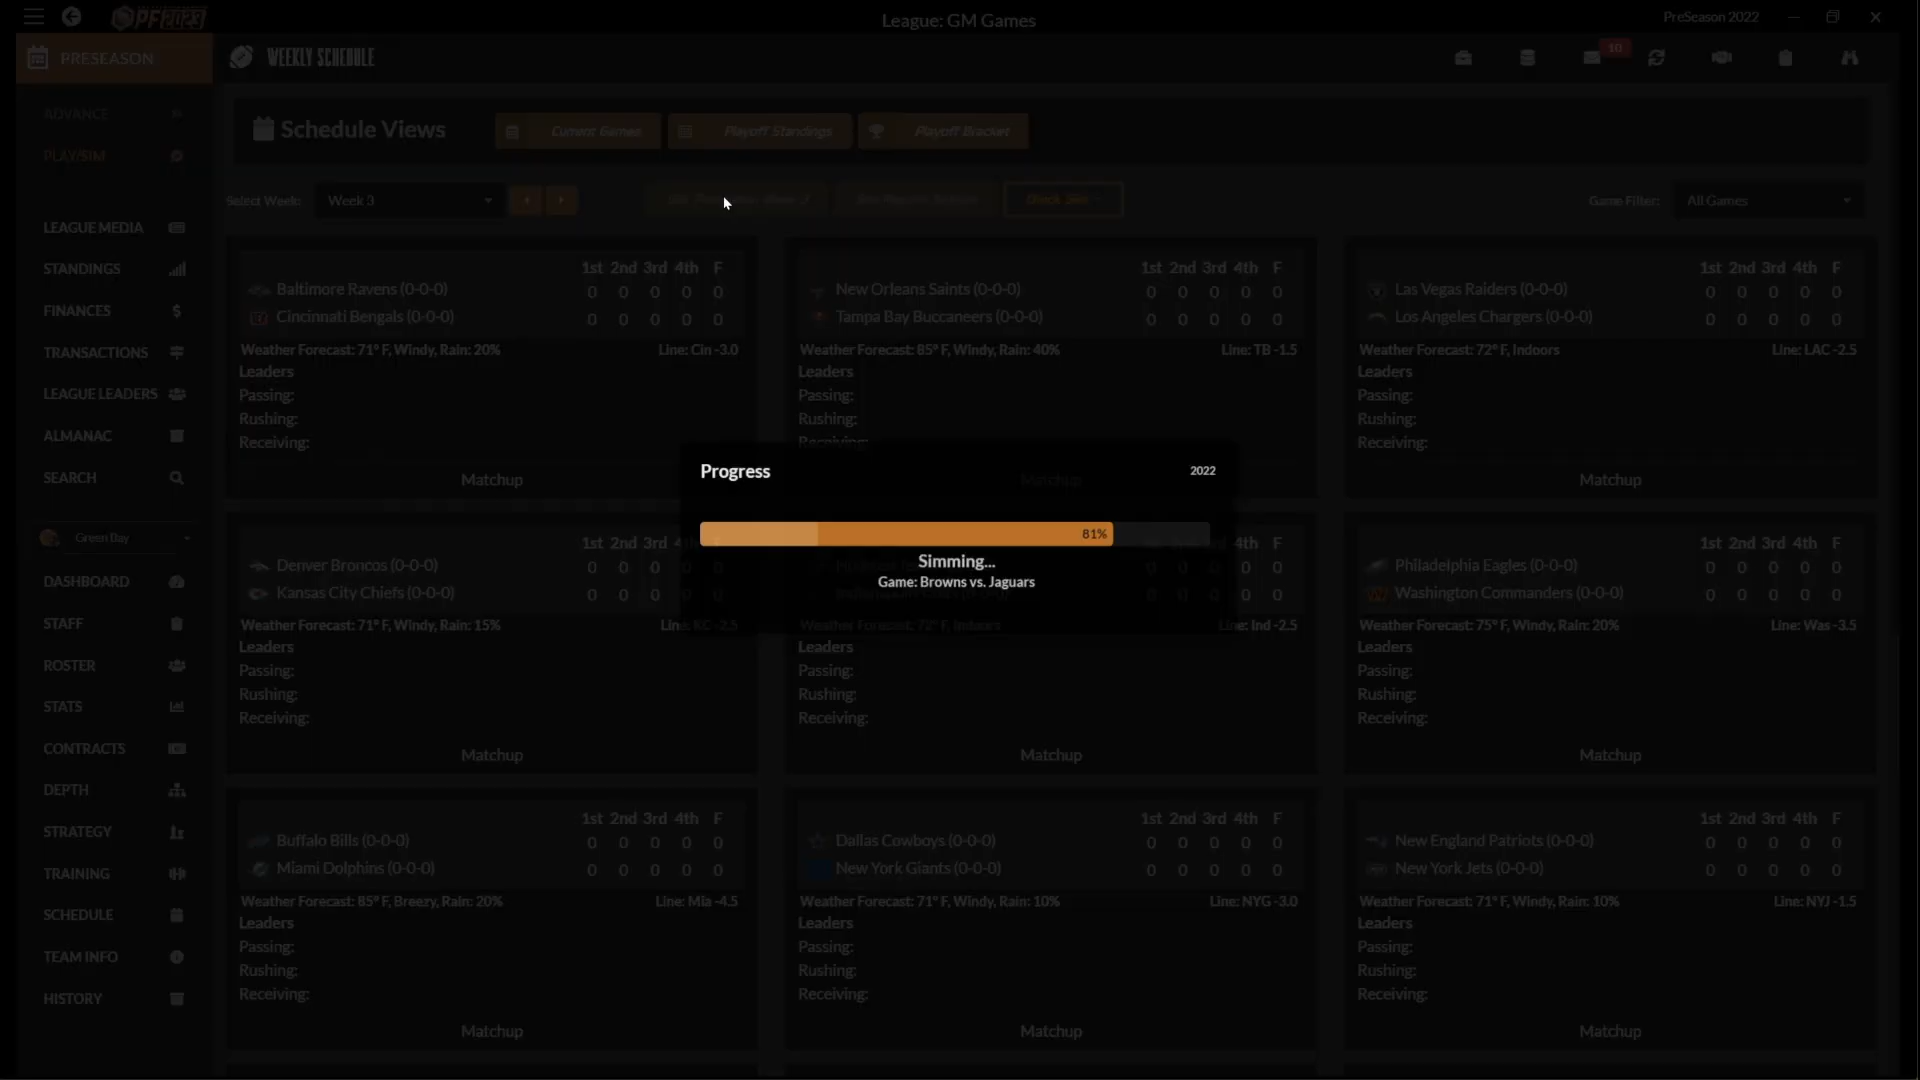 PF2023
League: GM Games
PreSeason 2022
PRESEASON
WEEKLY SCHEDULE
10
ADVANCE
PLAY/SIM
LEAGUE MEDIA
STANDINGS
FINANCES
TRANSACTIONS
LEAGUE LEADERS
ALMANAC
SEARCH
Green Bay
DASHBOARD
STAFF
ROSTER
STATS
CONTRACTS
DEPTH
STRATEGY
TRAINING
SCHEDULE
TEAM INFO
HISTORY
Schedule Views
Current Games
Playoff Standings
Playoff Bracket
Select Week:
Week 3
Game Filter:
All Games
1st 2nd 3rd 4th F
Baltimore Ravens (0-0-0) 0 0 0 0 0
Cincinnati Bengals (0-0-0) 0 0 0 0 0
Weather Forecast: 71° F, Windy, Rain: 20% Line: Cin -3.0
Leaders
Passing:
Rushing:
Receiving:
Matchup
1st 2nd 3rd 4th F
New Orleans Saints (0-0-0) 0 0 0 0 0
Tampa Bay Buccaneers (0-0-0) 0 0 0 0 0
Weather Forecast: 85° F, Windy, Rain: 40% Line: TB -1.5
Leaders
Passing:
Rushing:
Receiving:
Matchup
1st 2nd 3rd 4th F
Las Vegas Raiders (0-0-0) 0 0 0 0 0
Los Angeles Chargers (0-0-0) 0 0 0 0 0
Weather Forecast: 72° F, Indoors Line: LAC -2.5
Leaders
Passing:
Rushing:
Receiving:
Matchup
Progress 2022
81%
Simming...
Game: Browns vs. Jaguars
1st 2nd 3rd 4th F
Denver Broncos (0-0-0) 0 0 0
Kansas City Chiefs (0-0-0) 0 0 0
Weather Forecast: 71° F, Windy, Rain: 15% Line: KC -2.5
Leaders
Passing:
Rushing:
Receiving:
Matchup
4th F
0 0
0 0
Weather Forecast: 72° F, Indoors Line: Ind -2.5
Leaders
Passing:
Rushing:
Receiving:
Matchup
1st 2nd 3rd 4th F
Philadelphia Eagles (0-0-0) 0 0 0 0 0
Washington Commanders (0-0-0) 0 0 0 0 0
Weather Forecast: 75° F, Windy, Rain: 20% Line: Was -3.5
Leaders
Passing:
Rushing:
Receiving:
Matchup
1st 2nd 3rd 4th F
Buffalo Bills (0-0-0) 0 0 0 0 0
Miami Dolphins (0-0-0) 0 0 0 0 0
Weather Forecast: 85° F, Breezy, Rain: 20% Line: Mia -4.5
Leaders
Passing:
Rushing:
Receiving:
Matchup
1st 2nd 3rd 4th F
Dallas Cowboys (0-0-0) 0 0 0 0 0
New York Giants (0-0-0) 0 0 0 0 0
Weather Forecast: 71° F, Windy, Rain: 10% Line: NYG -3.0
Leaders
Passing:
Rushing:
Receiving:
Matchup
1st 2nd 3rd 4th F
New England Patriots (0-0-0) 0 0 0 0 0
New York Jets (0-0-0) 0 0 0 0 0
Weather Forecast: 71° F, Windy, Rain: 10% Line: NYJ -1.5
Leaders
Passing:
Rushing:
Receiving:
Matchup